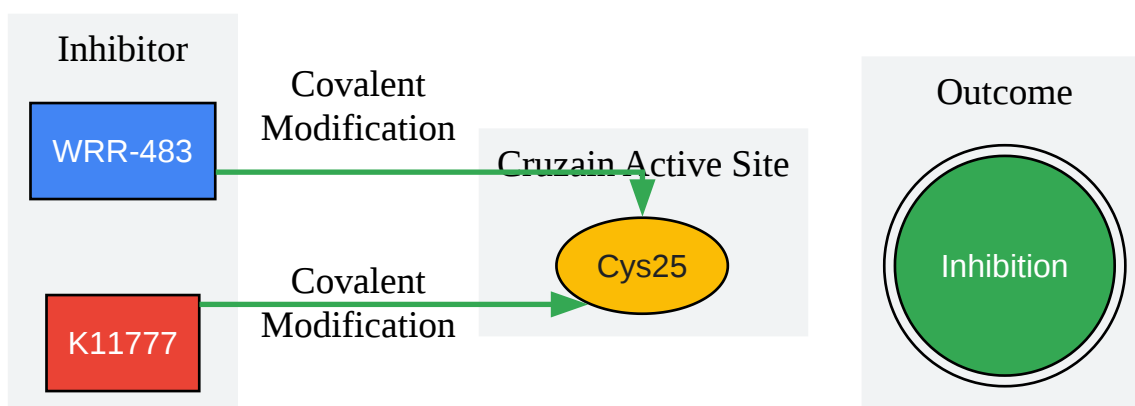 Inhibitor
WRR-483
K11777
Covalent
Modification
Covalent
Modification
Cruzain Active Site
Cys25
Outcome
Inhibition